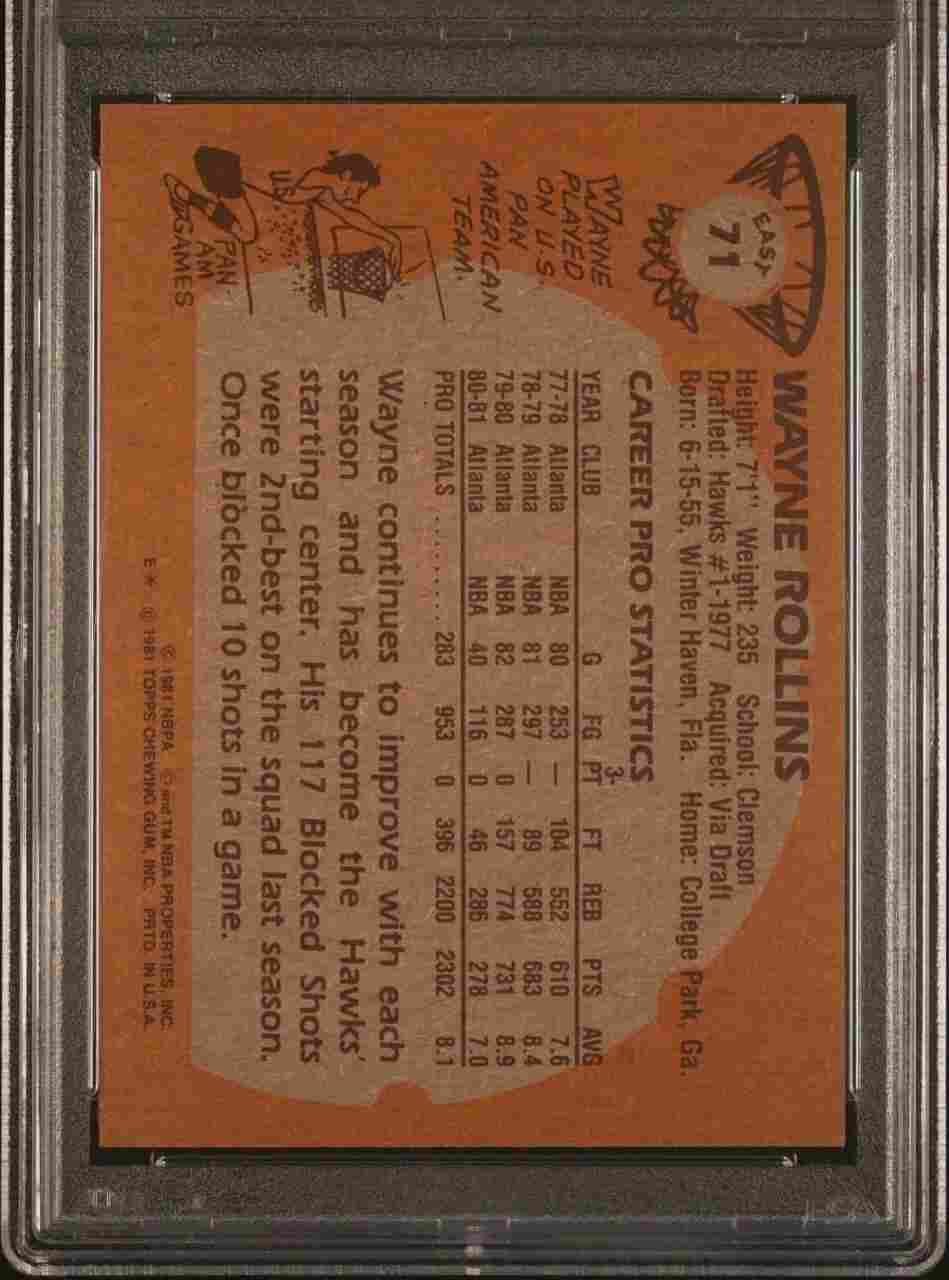 EAST
71
WAYNE ROLLINS
Height: 7'1" Weight: 235 School: Clemson
Drafted: Hawks #1-1977 Acquired: Via Draft
Born: 6-15-55, Winter Haven, Fla. Home: College Park, Ga.
CAREER PRO STATISTICS
YEAR CLUB G FG 3-PT FT REB PTS AVG
77-78 Atlanta NBA 80 253 — 104 552 610 7.6
78-79 Atlanta NBA 81 297 — 89 588 683 8.4
79-80 Atlanta NBA 82 287 0 157 774 731 8.9
80-81 Atlanta NBA 40 116 0 46 286 278 7.0
PRO TOTALS .......... 283 953 0 396 2200 2302 8.1
Wayne continues to improve with each
season and has become the Hawks'
starting center. His 117 Blocked Shots
were 2nd-best on the squad last season.
Once blocked 10 shots in a game.
WAYNE
PLAYED
ON U.S
PAN
AMERICAN
TEAM.
U.S
PAN-
AM
GAMES
© 1981 NBPA © and TM NBA PROPERTIES, INC.
E* © 1981 TOPPS CHEWING GUM, INC. PRTD. IN U.S.A.